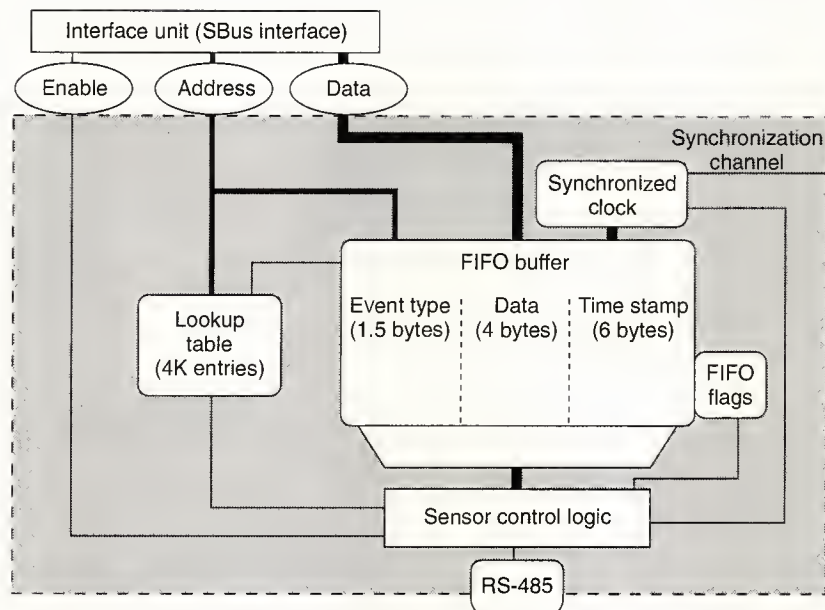 Interface unit (SBus interface)
Enable
Address
Data
Synchronization
channel
Synchronized
clock
FIFO buffer
Event type
(1.5 bytes)
Data
(4 bytes)
Time stamp
(6 bytes)
Lookup
table
(4K entries)
FIFO
flags
Sensor control logic
RS-485